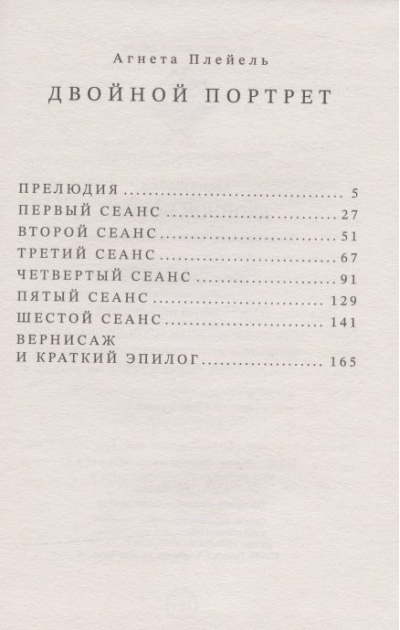 Агнета Плейель
ДВОЙНОЙ ПОРТРЕТ
ПРЕЛЮДИЯ ........................................ 5
ПЕРВЫЙ СЕАНС ................................ 27
ВТОРОЙ СЕАНС ................................ 51
ТРЕТИЙ СЕАНС ................................ 67
ЧЕТВЕРТЫЙ СЕАНС ......................... 91
ПЯТЫЙ СЕАНС ................................ 129
ШЕСТОЙ СЕАНС .............................. 141
ВЕРНИСАЖ
И КРАТКИЙ ЭПИЛОГ ...................... 165